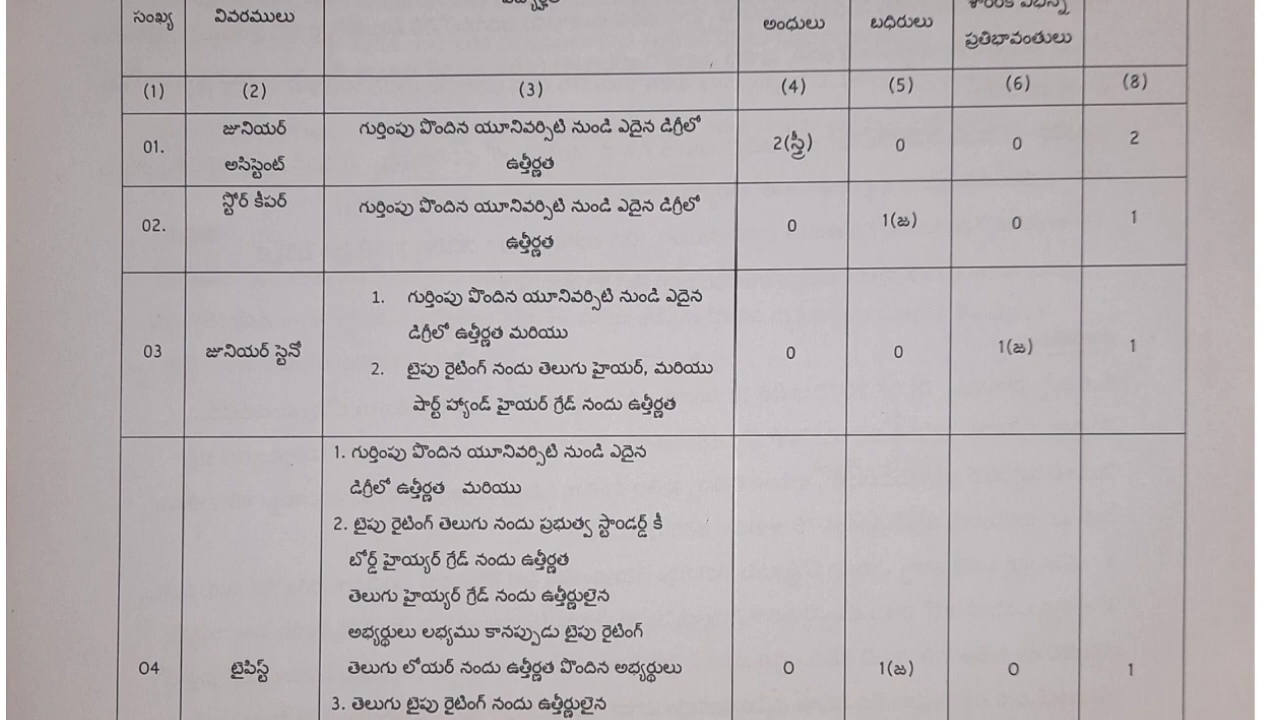 సంఖ్య వివరములు
అంధులు బధిరులు
ప్రతిభావంతులు
(1) (2) (3) (4) (5) (6) (8)
జూనియర్ గుర్తింపు పొందిన యూనివర్సిటి నుండి ఎదైన డిగ్రీలో
01. 2(స్త్రీ) 0 0 2
అసిస్టెంట్ ఉత్తీర్ణత
స్టోర్ కీపర్ గుర్తింపు పొందిన యూనివర్సిటి నుండి ఎదైన డిగ్రీలో
02. 0 1(జ) 0 1
ఉత్తీర్ణత
1. గుర్తింపు పొందిన యూనివర్సిటి నుండి ఎదైన
డిగ్రీలో ఉత్తీర్ణత మరియు
03 జూనియర్ స్టెనో 0 0 1(జ) 1
2. టైపు రైటింగ్ నందు తెలుగు హైయర్, మరియు
షార్ట్ హ్యాండ్ హైయర్ గ్రేడ్ నందు ఉత్తీర్ణత
1. గుర్తింపు పొందిన యూనివర్సిటి నుండి ఎదైన
డిగ్రీలో ఉత్తీర్ణత మరియు
2. టైపు రైటింగ్ తెలుగు నందు ప్రభుత్వ స్టాండర్డ్ కీ
బోర్డ్ హైయ్యర్ గ్రేడ్ నందు ఉత్తీర్ణత
తెలుగు హైయ్యర్ గ్రేడ్ నందు ఉత్తీర్ణులైన
అభ్యర్థులు లభ్యము కానప్పుడు టైపు రైటింగ్
04 టైపిస్ట్ తెలుగు లోయర్ నందు ఉత్తీర్ణత పొందిన అభ్యర్థులు 0 1(జ) 0 1
3. తెలుగు టైపు రైటింగ్ నందు ఉత్తీర్ణులైన